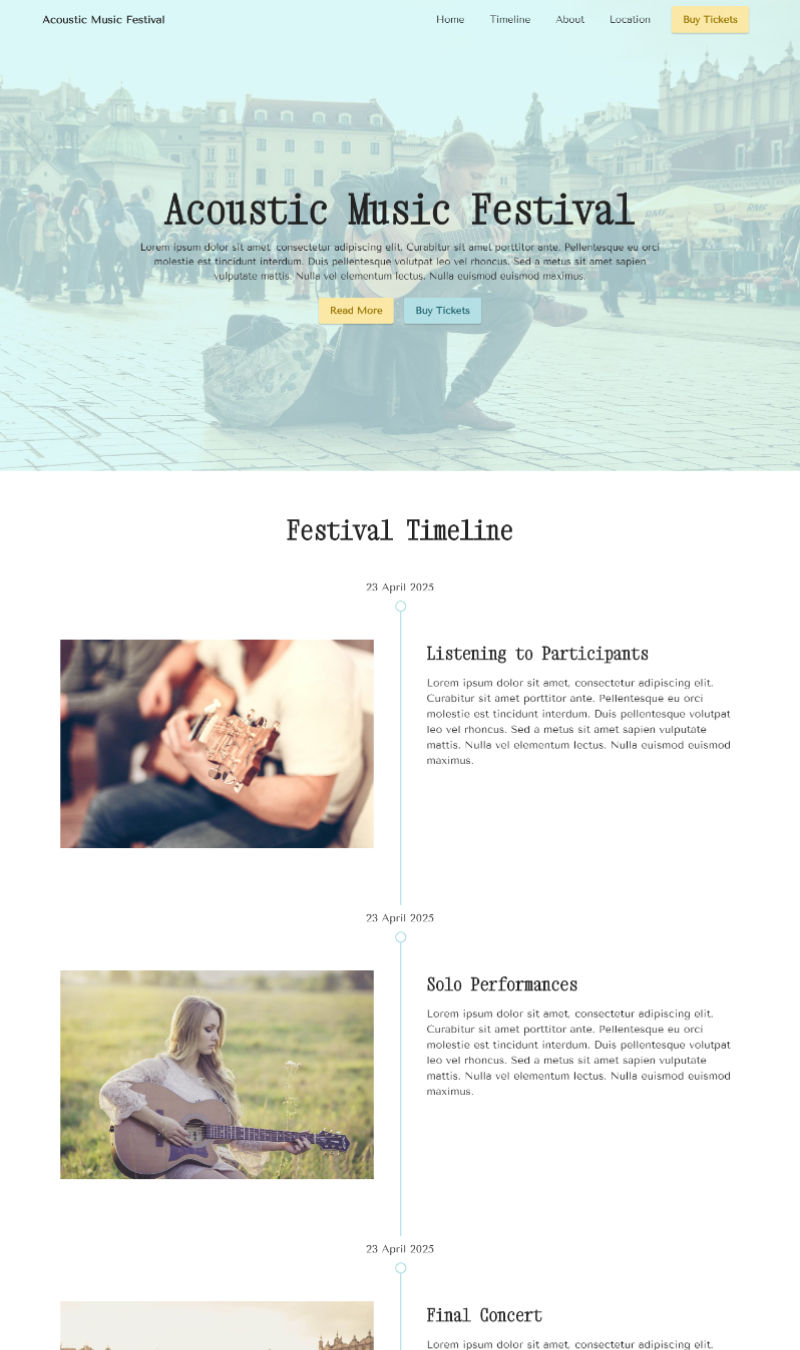 Acoustic Music Festival
Home Timeline About Location Buy Tickets
Acoustic Music Festival
Lorem ipsum dolor sit amet, consectetur adipiscing elit. Curabitur sit amet porttitor ante. Pellentesque eu orci
molestie est tincidunt interdum. Duis pellentesque volutpat leo vel rhoncus. Sed a metus sit amet sapien
vulputate mattis. Nulla vel elementum lectus. Nulla euismod euismod maximus.
Read More Buy Tickets
Festival Timeline
23 April 2025
Listening to Participants
Lorem ipsum dolor sit amet, consectetur adipiscing elit.
Curabitur sit amet porttitor ante. Pellentesque eu orci
molestie est tincidunt interdum. Duis pellentesque volutpat
leo vel rhoncus. Sed a metus sit amet sapien vulputate
mattis. Nulla vel elementum lectus. Nulla euismod euismod
maximus.
23 April 2025
Solo Performances
Lorem ipsum dolor sit amet, consectetur adipiscing elit.
Curabitur sit amet porttitor ante. Pellentesque eu orci
molestie est tincidunt interdum. Duis pellentesque volutpat
leo vel rhoncus. Sed a metus sit amet sapien vulputate
mattis. Nulla vel elementum lectus. Nulla euismod euismod
maximus.
23 April 2025
Final Concert
Lorem ipsum dolor sit amet, consectetur adipiscing elit.